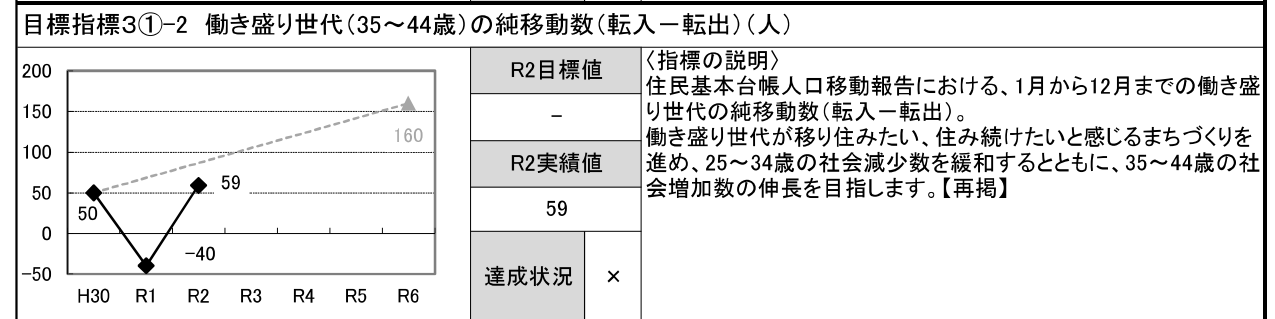 目標指標3①-2 働き盛り世代(35～44歳)の純移動数(転入－転出)(人)
200
150
100
50
0
-50
160
59
50
-40
H30 R1 R2 R3 R4 R5 R6
R2目標値
－
R2実績値
59
達成状況 ×
〈指標の説明〉
住民基本台帳人口移動報告における、1月から12月までの働き盛
り世代の純移動数(転入－転出)。
働き盛り世代が移り住みたい、住み続けたいと感じるまちづくりを
進め、25～34歳の社会減少数を緩和するとともに、35～44歳の社
会増加数の伸長を目指します。【再掲】